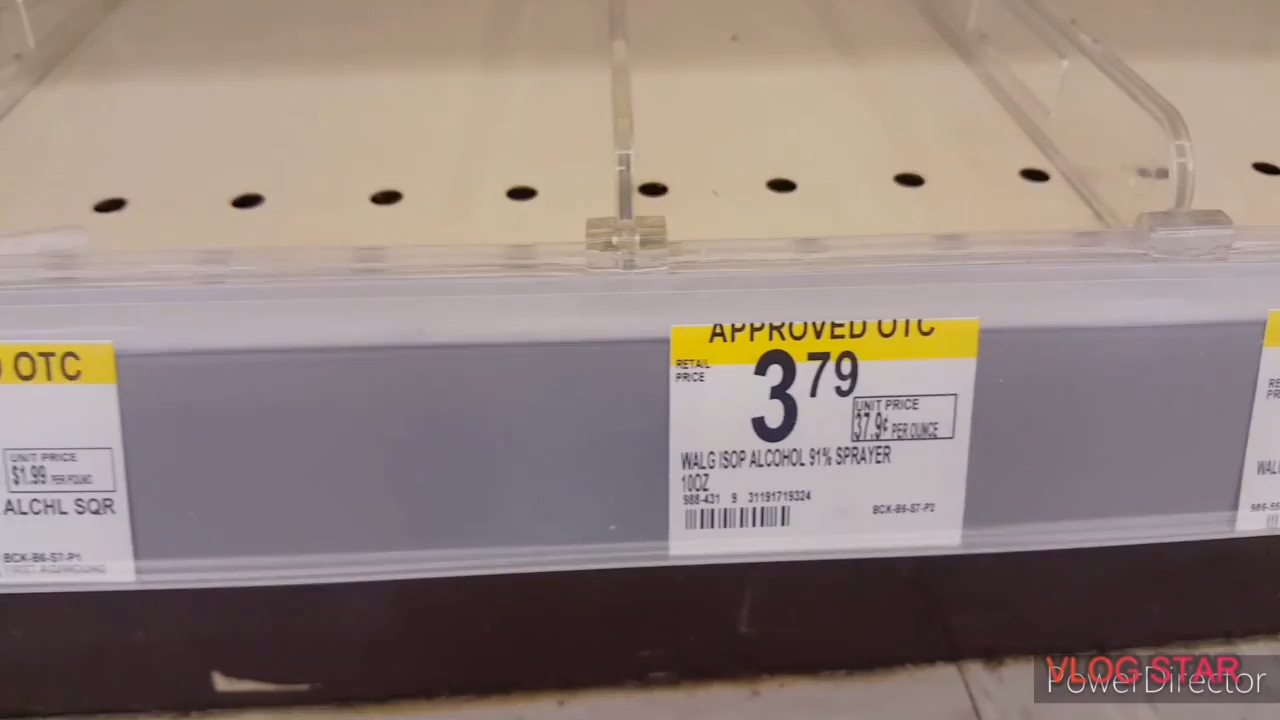 OTC
UNIT PRICE
$1.99 PER POUND
ALCHL SQR
BCK-B6-S7-P1
APPROVED OTC
RETAIL
PRICE
3 79
UNIT PRICE
37.9¢ PER OUNCE
WALG ISOP ALCOHOL 91% SPRAYER
10OZ
988-431 9 31191719324
BCK-B6-S7-P2
VLOG STAR
PowerDirector